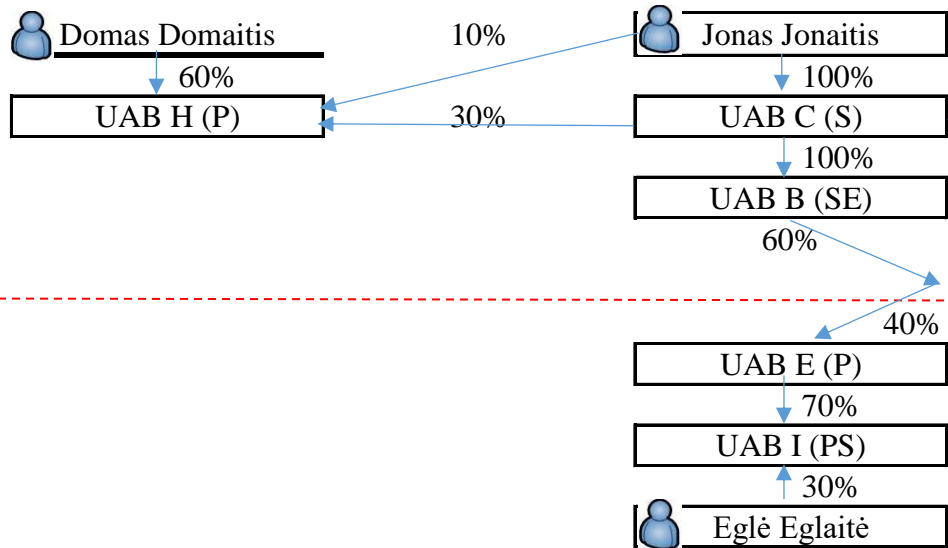 Domas Domaitis 10% Jonas Jonaitis
60% 100%
UAB H (P) 30% UAB C (S)
100%
UAB B (SE)
60%
40%
UAB E (P)
70%
UAB I (PS)
30%
Eglė Eglaitė